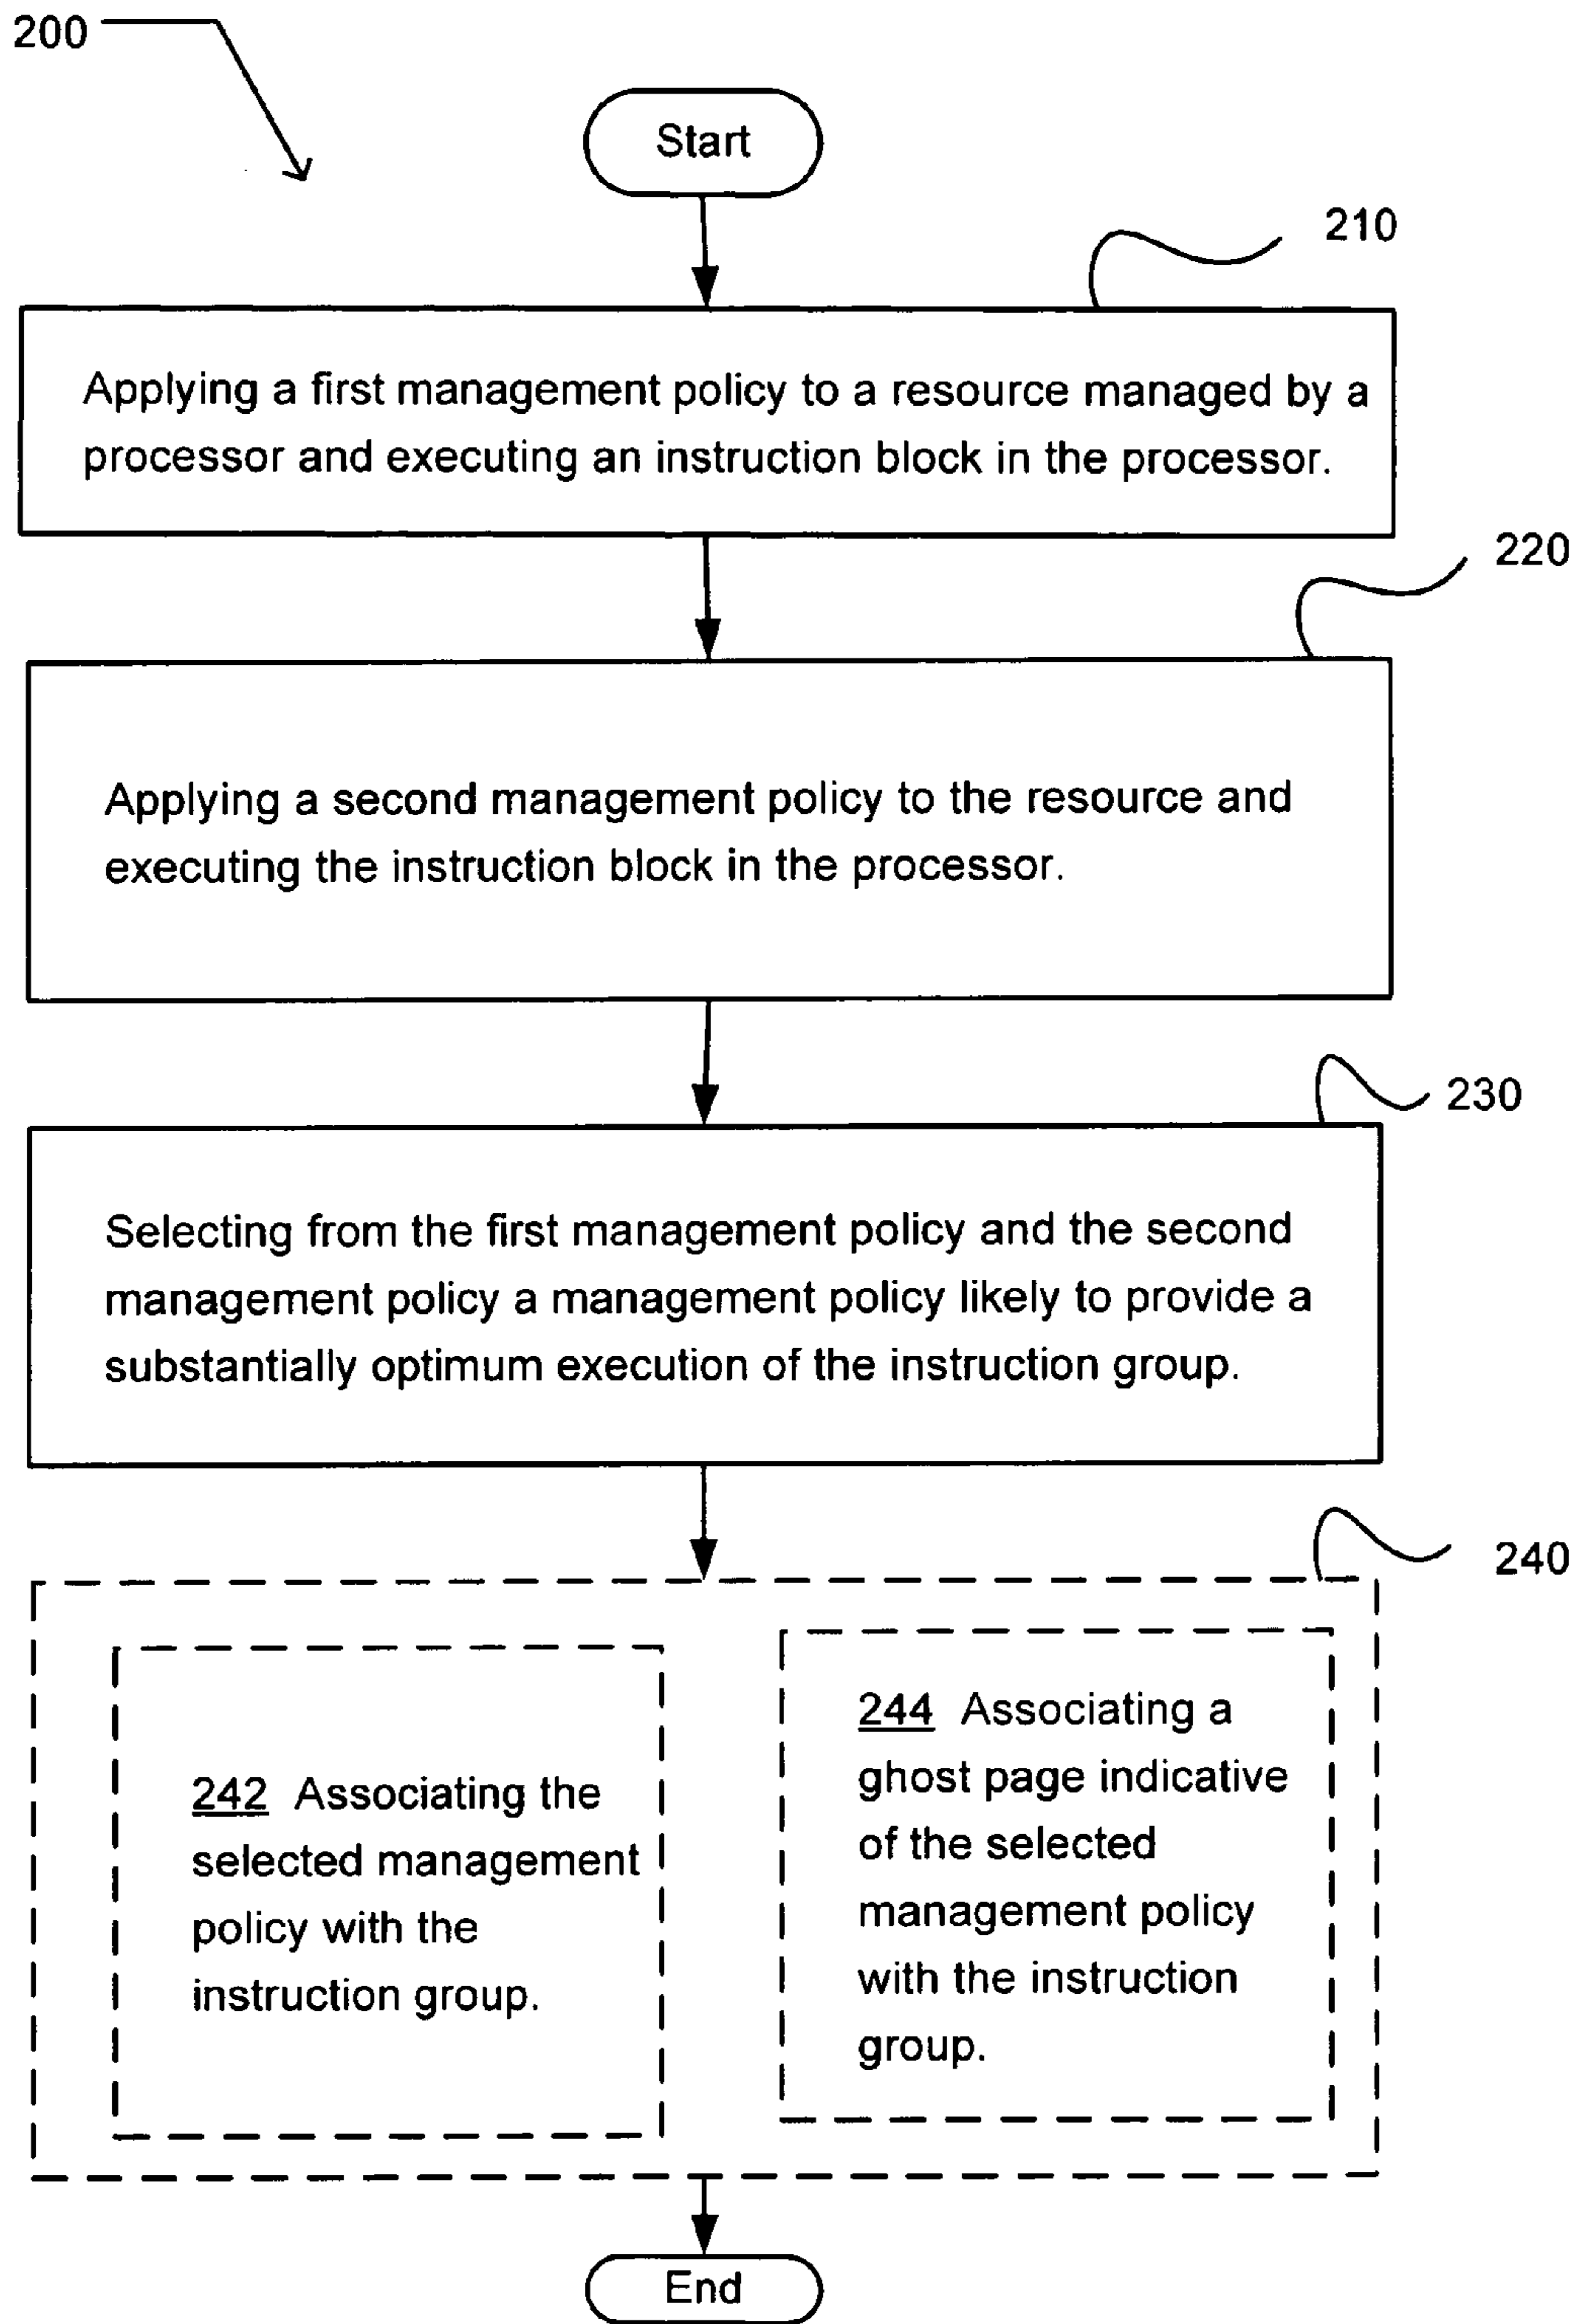 200
Start
210
Applying a first management policy to a resource managed by a
processor and executing an instruction block in the processor.
220
Applying a second management policy to the resource and
executing the instruction block in the processor.
230
Selecting from the first management policy and the second
management policy a management policy likely to provide a
substantially optimum execution of the instruction group.
240
242 Associating the
selected management
policy with the
instruction group.
244 Associating a
ghost page indicative
of the selected
management policy
with the instruction
group.
End